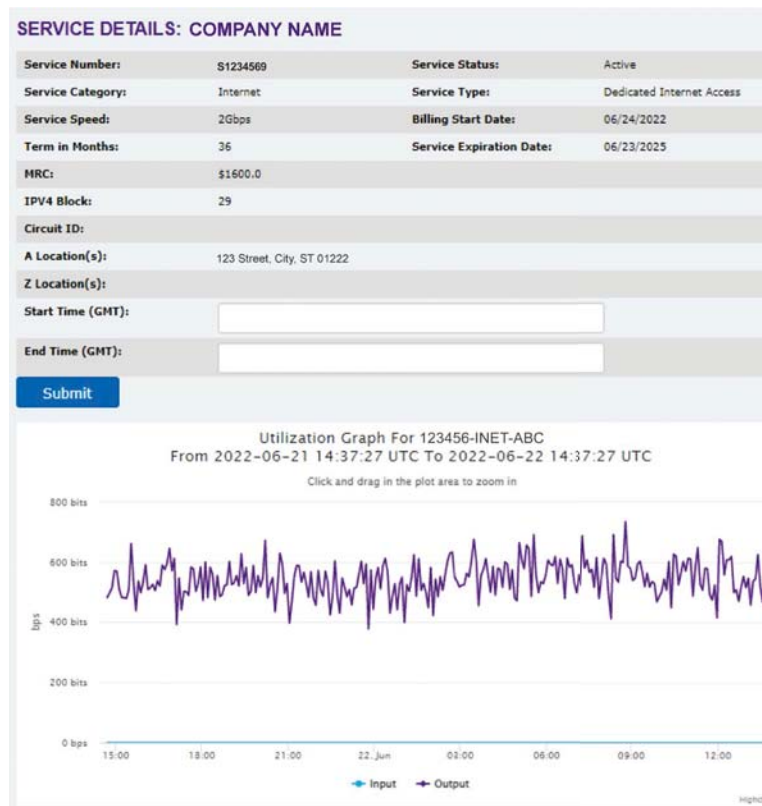 SERVICE DETAILS: COMPANY NAME
Service Number: S1234569 Service Status: Active
Service Category: Internet Service Type: Dedicated Internet Access
Service Speed: 2Gbps Billing Start Date: 06/24/2022
Term in Months: 36 Service Expiration Date: 06/23/2025
MRC: $1600.0
IPV4 Block: 29
Circuit ID:
A Location(s): 123 Street, City, ST 01222
Z Location(s):
Start Time (GMT):
End Time (GMT):
Submit
Utilization Graph For 123456-INET-ABC
From 2022-06-21 14:37:27 UTC To 2022-06-22 14:37:27 UTC
Click and drag in the plot area to zoom in
800 bits
600 bits
400 bits
200 bits
0 bps
bps
15:00 18:00 21:00 22. Jun 03:00 06:00 09:00 12:00
Input Output